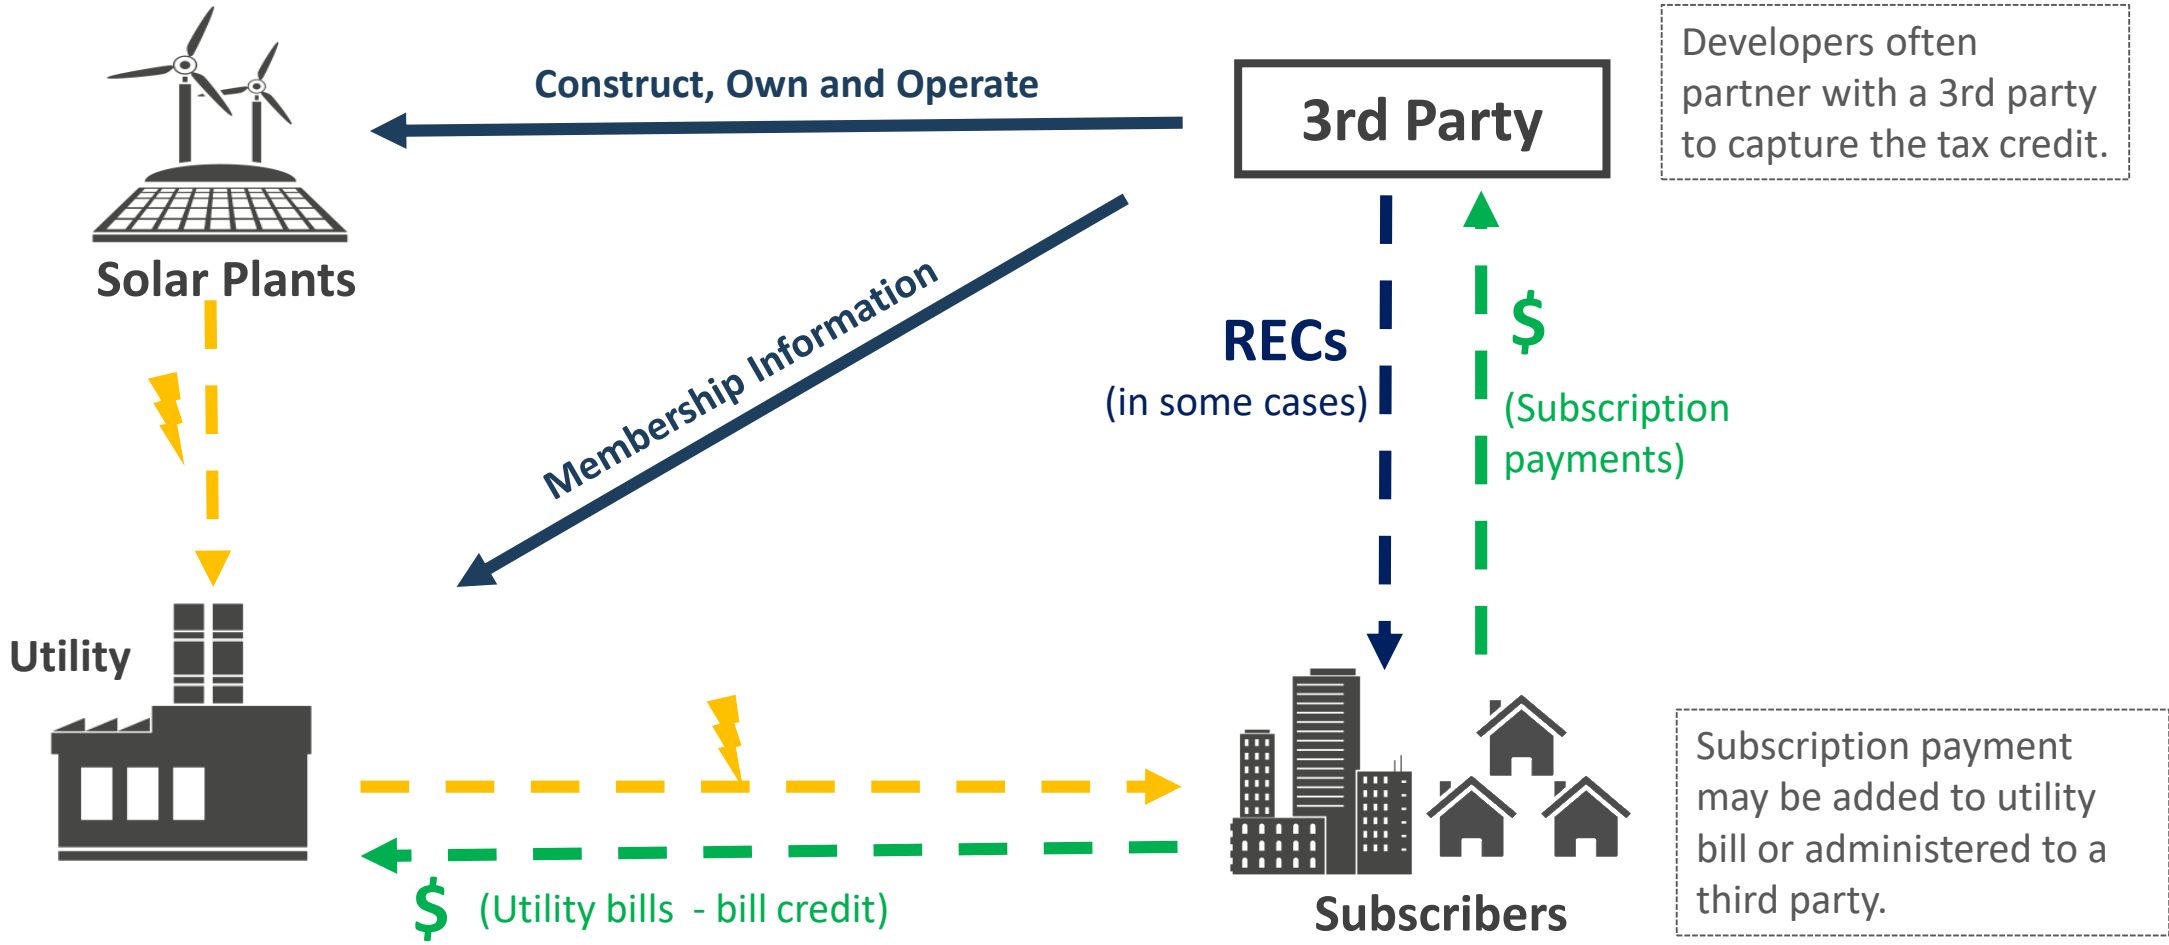 Construct, Own and Operate
3rd Party
Developers often
partner with a 3rd party
to capture the tax credit.
Solar Plants
Membership Information
RECs
(in some cases)
$
(Subscription
payments)
Utility
$ (Utility bills - bill credit)
Subscribers
Subscription payment
may be added to utility
bill or administered to a
third party.